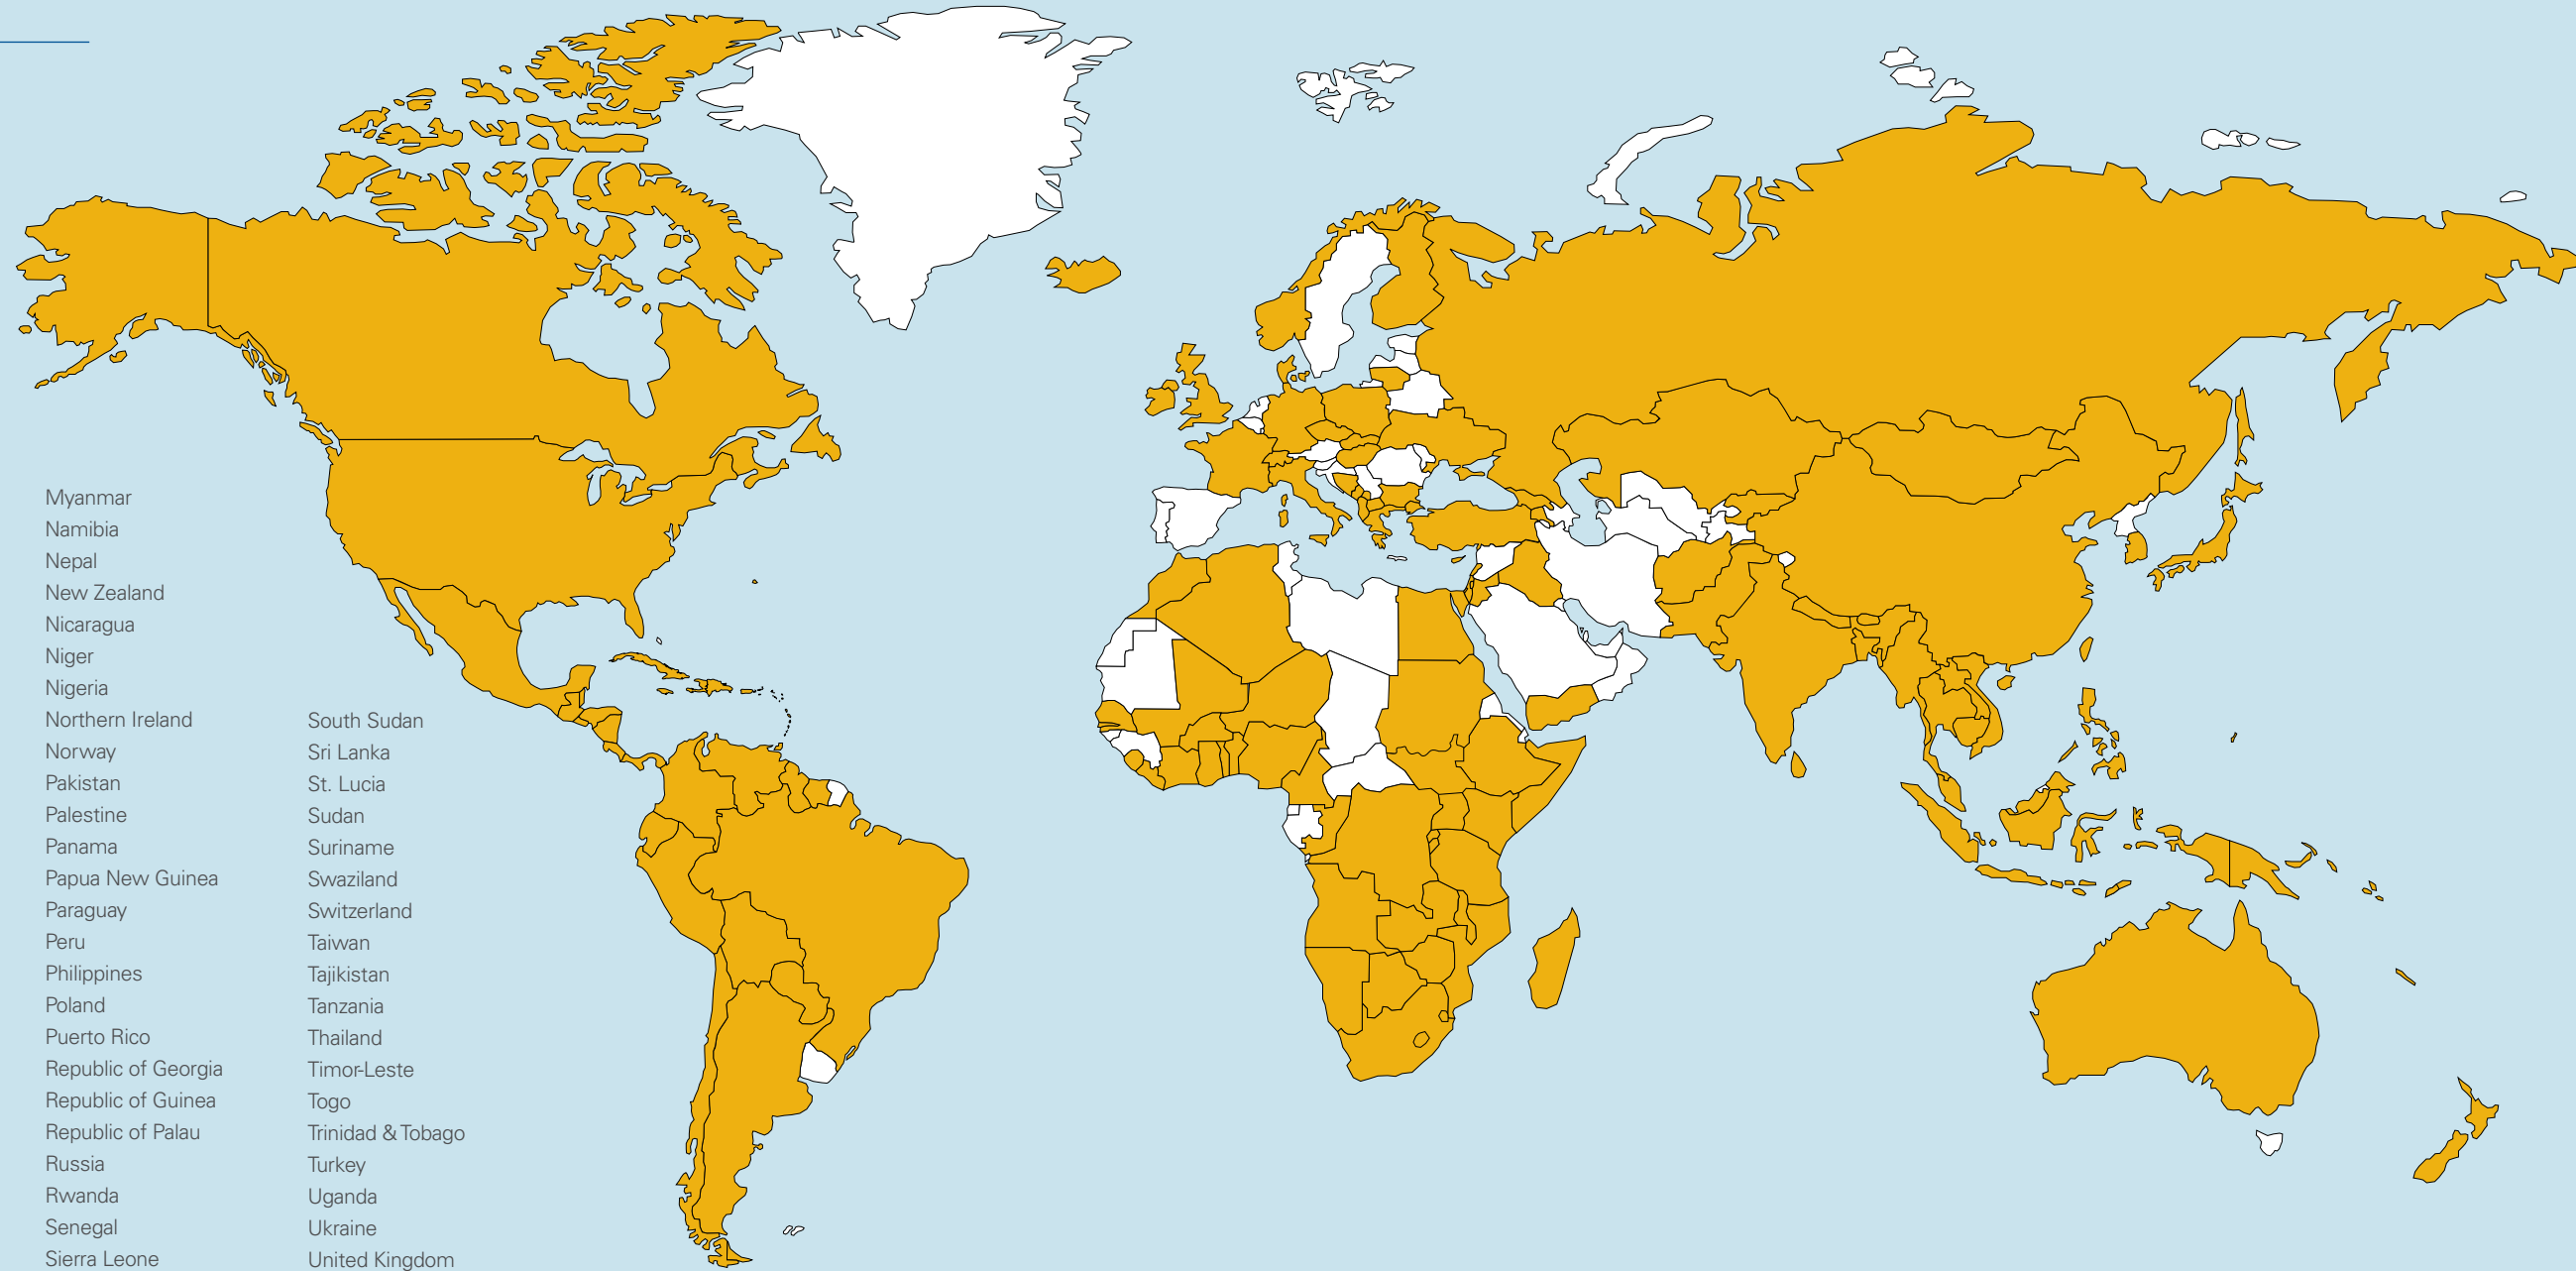 Myanmar
Namibia
Nepal
New Zealand
Nicaragua
Niger
Nigeria
Northern Ireland
Norway
Pakistan
Palestine
Panama
Papua New Guinea
Paraguay
Peru
Philippines
Poland
Puerto Rico
Republic of Georgia
Republic of Guinea
Republic of Palau
Russia
Rwanda
Senegal
Sierra Leone
South Sudan
Sri Lanka
St. Lucia
Sudan
Suriname
Swaziland
Switzerland
Taiwan
Tajikistan
Tanzania
Thailand
Timor-Leste
Togo
Trinidad & Tobago
Turkey
Uganda
Ukraine
United Kingdom